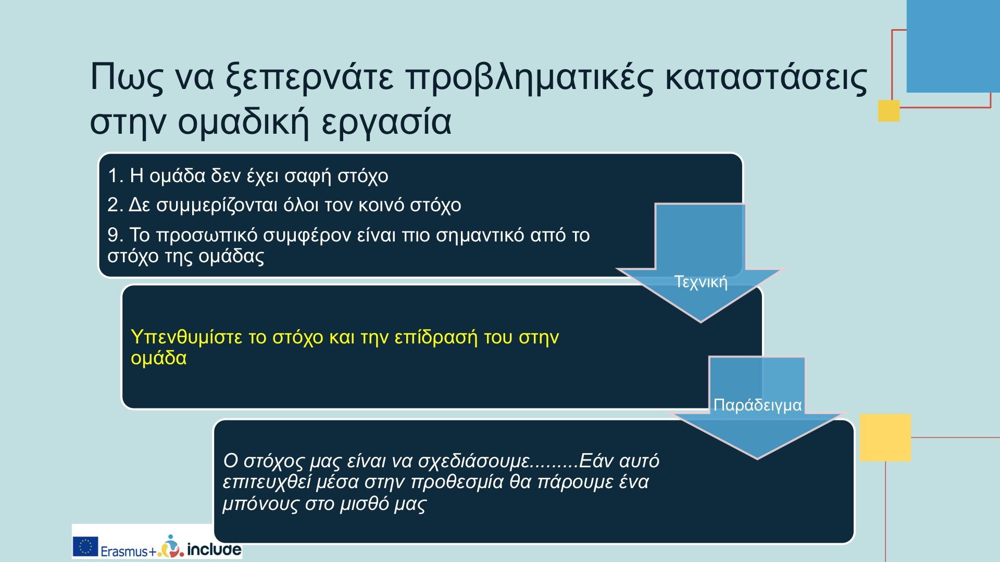 Πως να ξεπερνάτε προβληματικές καταστάσεις
στην ομαδική εργασία
1. Η ομάδα δεν έχει σαφή στόχο
2. Δε συμμερίζονται όλοι τον κοινό στόχο
9. Το προσωπικό συμφέρον είναι πιο σημαντικό από το
στόχο της ομάδας
Τεχνική
Υπενθυμίστε το στόχο και την επίδρασή του στην
ομάδα
Παράδειγμα
Ο στόχος μας είναι να σχεδιάσουμε.........Εάν αυτό
επιτευχθεί μέσα στην προθεσμία θα πάρουμε ένα
μπόνους στο μισθό μας
Erasmus+ include